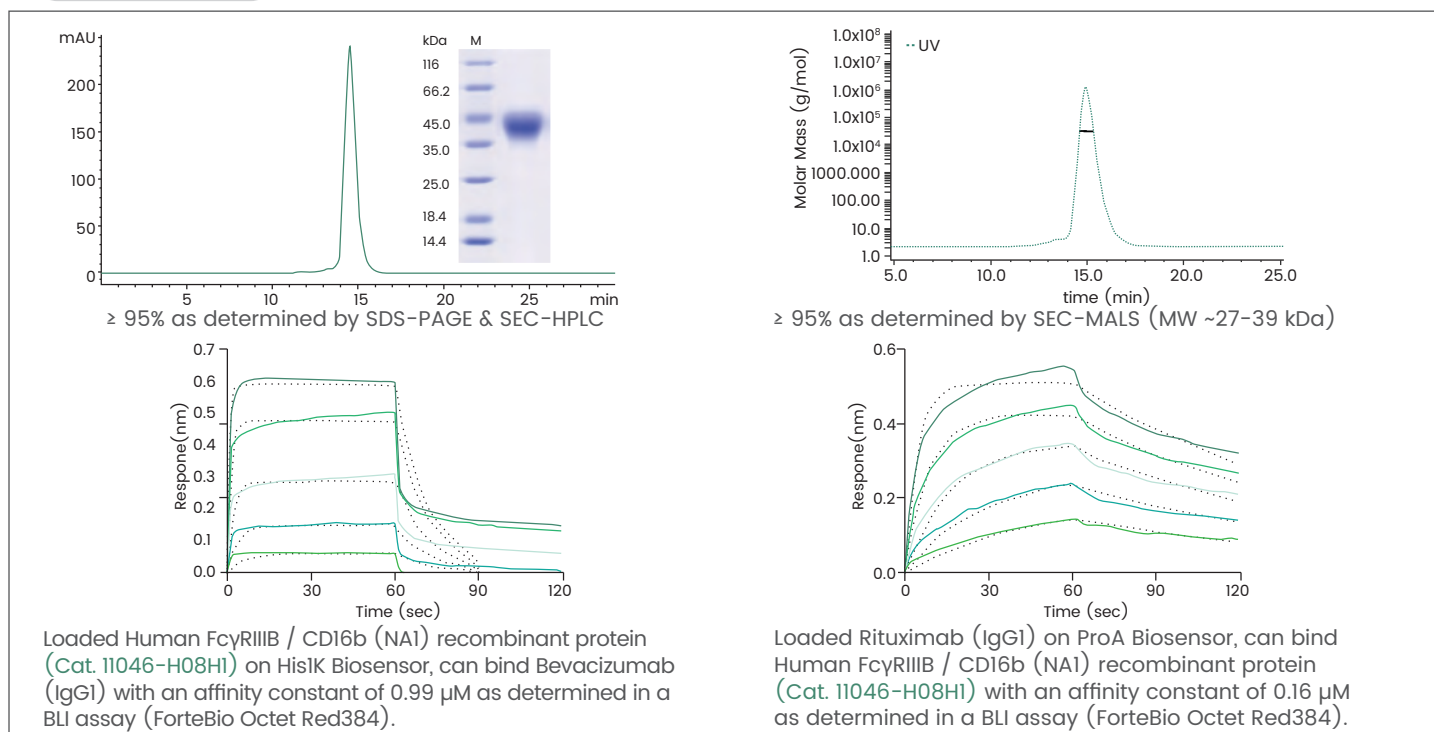 mAU
200
150
100
50
0
5
10
15
20
25
min
kDa M
116
66.2
45.0
35.0
25.0
18.4
14.4
≥ 95% as determined by SDS-PAGE & SEC-HPLC
UV
Molar Mass (g/mol)
1.0x10⁸
1.0x10⁷
1.0x10⁶
1.0x10⁵
1.0x10⁴
1000.000
100.00
10.0
1.0
5.0
10.0
15.0
20.0
25.0
time (min)
≥ 95% as determined by SEC-MALS (MW ~27-39 kDa)
Respone(nm)
0.7
0.6
0.5
0.4
0.3
0.2
0.1
0.0
0
30
60
90
120
Time (sec)
Loaded Human FcγRIIIB / CD16b (NA1) recombinant protein
(Cat. 11046-H08H1) on His1K Biosensor, can bind Bevacizumab
(IgG1) with an affinity constant of 0.99 µM as determined in a
BLI assay (ForteBio Octet Red384).
Respone(nm)
0.6
0.4
0.2
0.0
0
30
60
90
120
Time (sec)
Loaded Rituximab (IgG1) on ProA Biosensor, can bind
Human FcγRIIIB / CD16b (NA1) recombinant protein
(Cat. 11046-H08H1) with an affinity constant of 0.16 µM
as determined in a BLI assay (ForteBio Octet Red384).